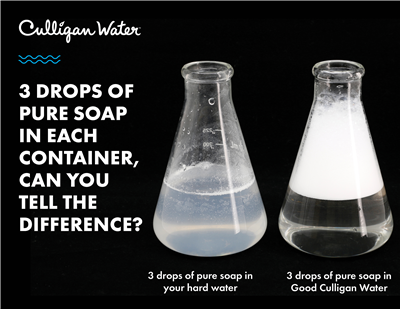 Culligan Water
3 DROPS OF
PURE SOAP
IN EACH
CONTAINER,
CAN YOU
TELL THE
DIFFERENCE?
3 drops of pure soap in
your hard water
3 drops of pure soap in
Good Culligan Water